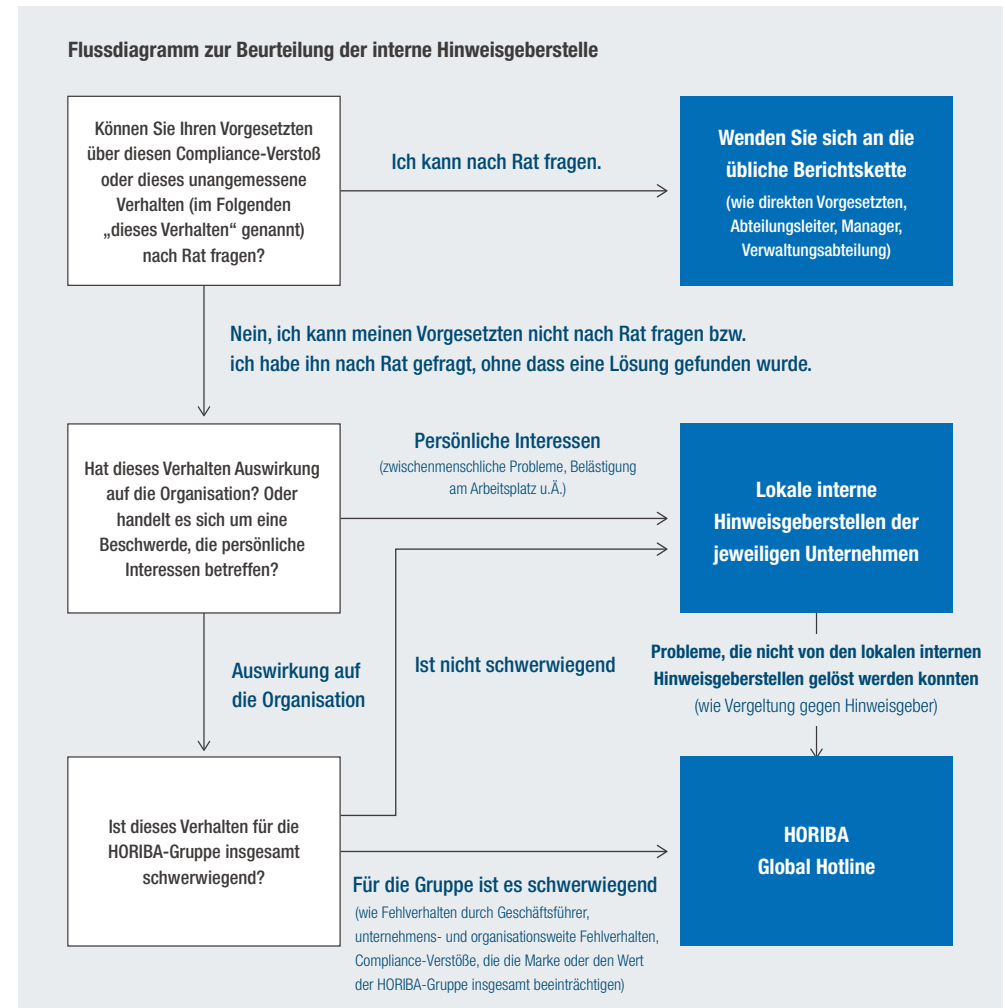 Flussdiagramm zur Beurteilung der interne Hinweisgeberstelle
Können Sie Ihren Vorgesetzten
über diesen Compliance-Verstoß
oder dieses unangemessene
Verhalten (im Folgenden
„dieses Verhalten“ genannt)
nach Rat fragen?
Ich kann nach Rat fragen.
Wenden Sie sich an die
übliche Berichtskette
(wie direkten Vorgesetzten,
Abteilungsleiter, Manager,
Verwaltungsabteilung)
Nein, ich kann meinen Vorgesetzten nicht nach Rat fragen bzw.
ich habe ihn nach Rat gefragt, ohne dass eine Lösung gefunden wurde.
Hat dieses Verhalten Auswirkung
auf die Organisation? Oder
handelt es sich um eine
Beschwerde, die persönliche
Interessen betreffen?
Persönliche Interessen
(zwischenmenschliche Probleme, Belästigung
am Arbeitsplatz u.Ä.)
Lokale interne
Hinweisgeberstellen der
jeweiligen Unternehmen
Auswirkung auf
die Organisation
Ist nicht schwerwiegend
Probleme, die nicht von den lokalen internen
Hinweisgeberstellen gelöst werden konnten
(wie Vergeltung gegen Hinweisgeber)
Ist dieses Verhalten für die
HORIBA-Gruppe insgesamt
schwerwiegend?
Für die Gruppe ist es schwerwiegend
(wie Fehlverhalten durch Geschäftsführer,
unternehmens- und organisationsweite Fehlverhalten,
Compliance-Verstöße, die die Marke oder den Wert
der HORIBA-Gruppe insgesamt beeinträchtigen)
HORIBA
Global Hotline